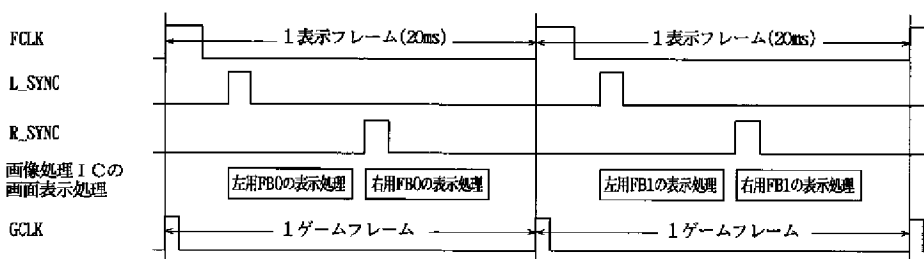 FCLK
1表示フレーム(20ms)
1表示フレーム(20ms)
L_SYNC
R_SYNC
画像処理ICの
画面表示処理
左用FB0の表示処理
右用FB0の表示処理
左用FB1の表示処理
右用FB1の表示処理
GCLK
1ゲームフレーム
1ゲームフレーム